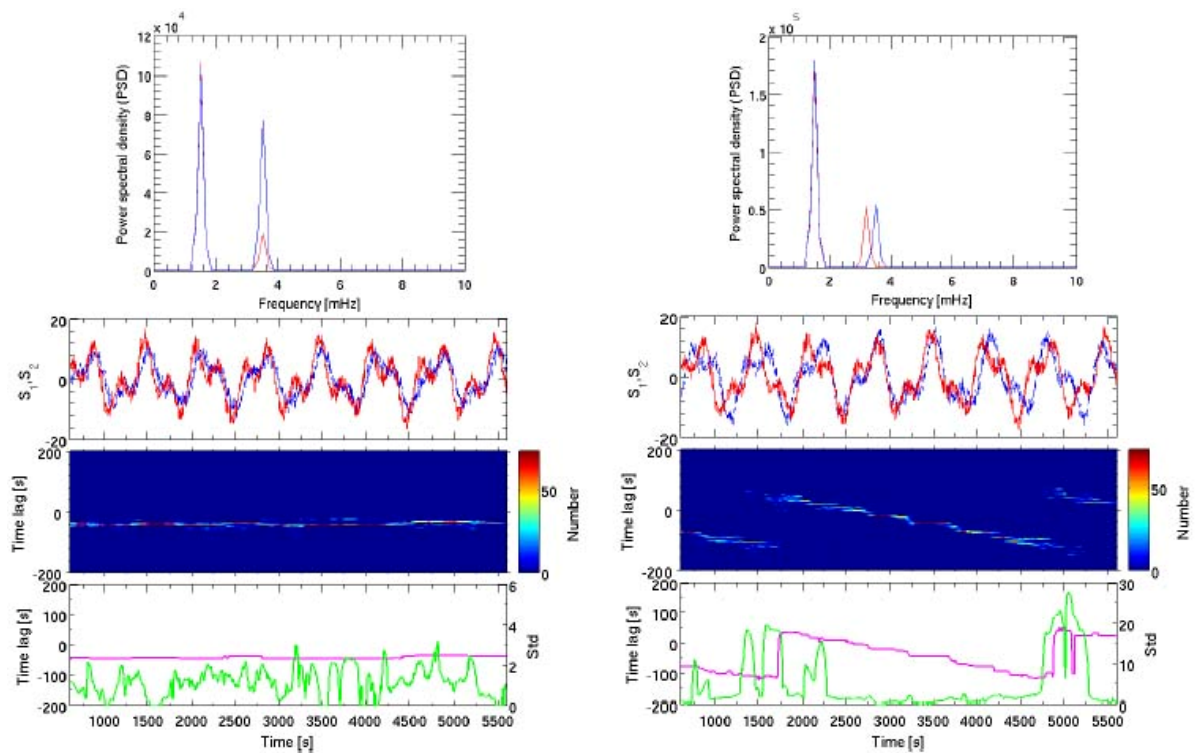 x 10 4
12
10
8
6
4
2
0
Power spectral density (PSD)
0 2 4 6 8 10
Frequency [mHz]
20
0
-20
S1,S2
200
0
-200
Time lag [s]
50
0
Number
200
100
0
-100
-200
Time lag [s]
6
4
2
0
Std
1000 1500 2000 2500 3000 3500 4000 4500 5000 5500
Time [s]
x 10 5
2
1.5
1
0.5
0
Power spectral density (PSD)
0 2 4 6 8 10
Frequency [mHz]
20
0
-20
S1,S2
200
0
-200
Time lag [s]
50
0
Number
200
100
0
-100
-200
Time lag [s]
30
20
10
0
Std
1000 1500 2000 2500 3000 3500 4000 4500 5000 5500
Time [s]